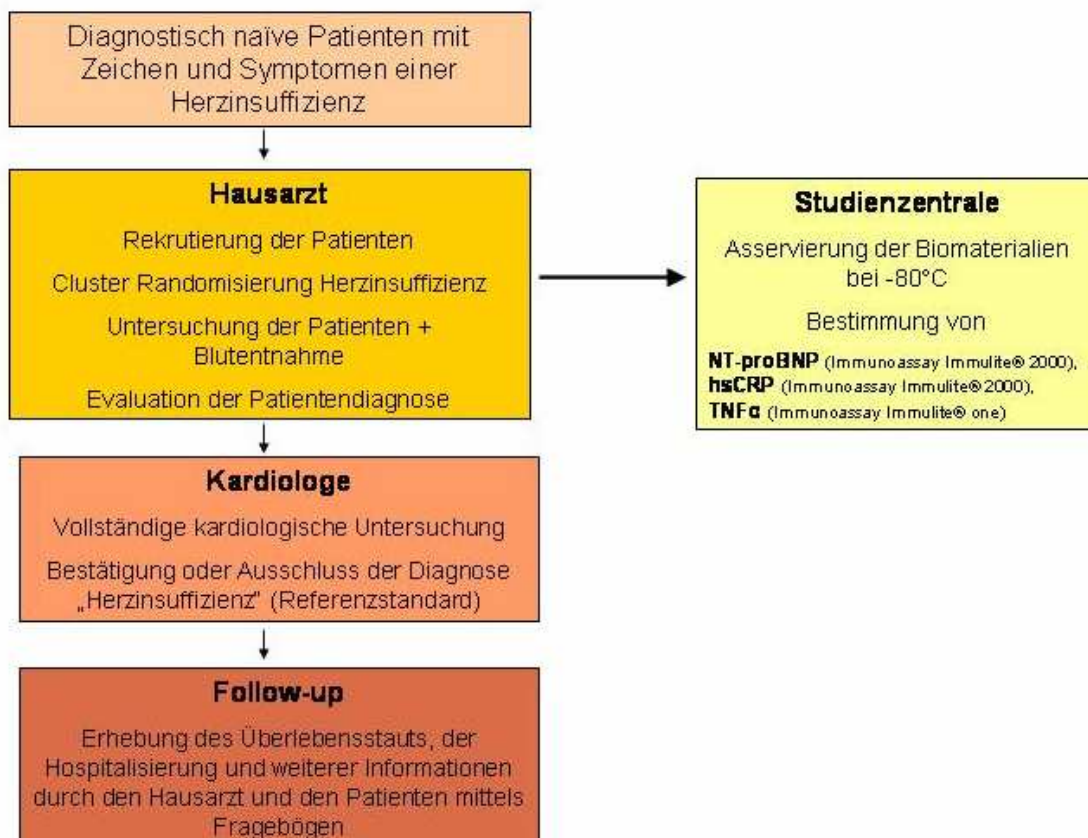 Diagnostisch naïve Patienten mit
Zeichen und Symptomen einer
Herzinsuffizienz
Hausarzt
Rekrutierung der Patienten
Cluster Randomisierung Herzinsuffizienz
Untersuchung der Patienten +
Blutentnahme
Evaluation der Patientendiagnose
Studienzentrale
Asservierung der Biomaterialien
bei -80°C
Bestimmung von
NT-proBNP (Immunoassay Immulite® 2000),
hsCRP (Immunoassay Immulite® 2000),
TNFα (Immunoassay Immulite® one)
Kardiologe
Vollständige kardiologische Untersuchung
Bestätigung oder Ausschluss der Diagnose
„Herzinsuffizienz" (Referenzstandard)
Follow-up
Erhebung des Überlebensstauts, der
Hospitalisierung und weiterer Informationen
durch den Hausarzt und den Patienten mittels
Fragebögen